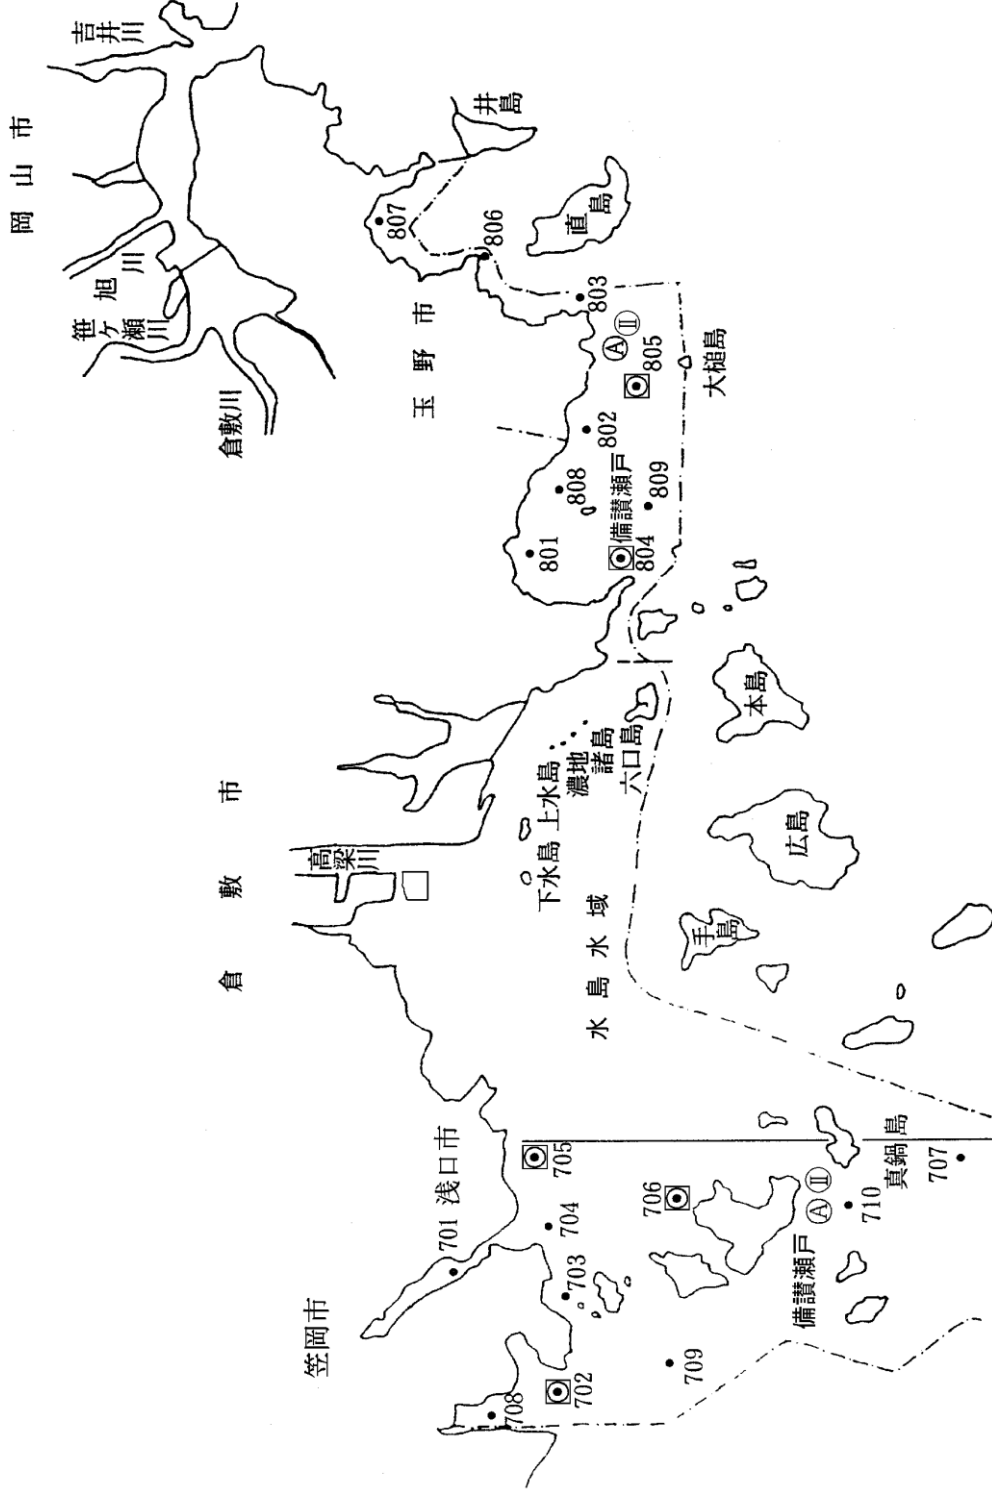 岡山市
吉井川
旭川
笹ヶ瀬川
倉敷川
玉野市
井島
直島
807
806
803
Ⓐ Ⅱ
805
大槌島
802
808
備讃瀬戸
809
801
804
倉敷市
高梁川
上水島
下水島
濃地諸島
六口島
本島
広島
手島
水島水域
浅口市
笠岡市
701
705
704
703
706
702
708
709
備讃瀬戸
Ⓐ Ⅱ
710
真鍋島
707